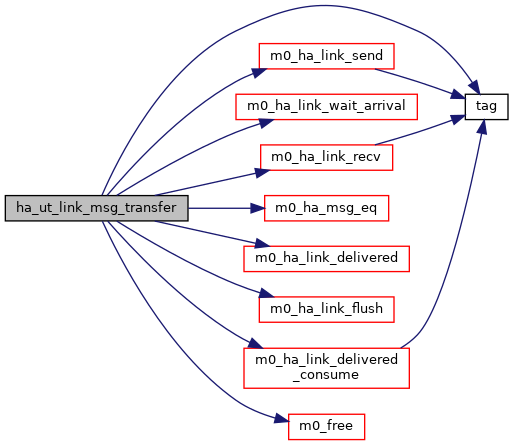 m0_ha_link_send
tag
m0_ha_link_wait_arrival
m0_ha_link_recv
ha_ut_link_msg_transfer
m0_ha_msg_eq
m0_ha_link_delivered
m0_ha_link_flush
m0_ha_link_delivered
_consume
m0_free